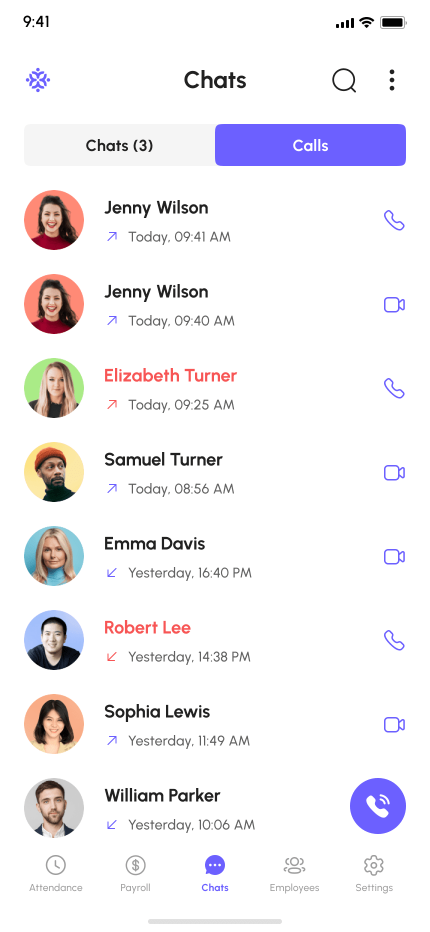 9:41
Chats
Chats (3)
Calls
Jenny Wilson
Today, 09:41 AM
Jenny Wilson
Today, 09:40 AM
Elizabeth Turner
Today, 09:25 AM
Samuel Turner
Today, 08:56 AM
Emma Davis
Yesterday, 16:40 PM
Robert Lee
Yesterday, 14:38 PM
Sophia Lewis
Yesterday, 11:49 AM
William Parker
Yesterday, 10:06 AM
Attendance
Payroll
Chats
Employees
Settings